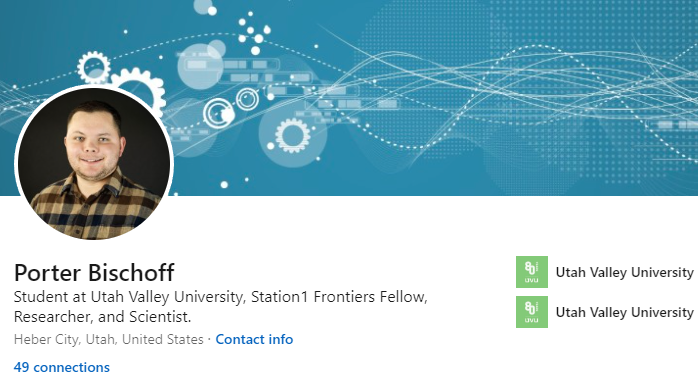 Porter Bischoff
Student at Utah Valley University, Station1 Frontiers Fellow,
Researcher, and Scientist.
Heber City, Utah, United States · Contact info
49 connections
UVU
Utah Valley University
UVU
Utah Valley University